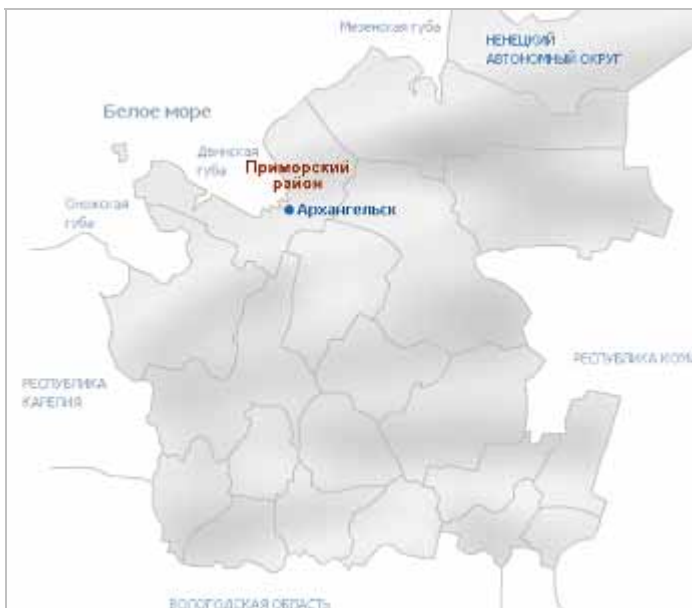 Мезенская губа
НЕНЕЦКИЙ
АВТОНОМНЫЙ ОКРУГ
Белое море
Двинская
губа
Приморский
район
Онежская
губа
Архангельск
РЕСПУБЛИКА КОМИ
РЕСПУБЛИКА
КАРЕЛИЯ
ВОЛОГОДСКАЯ ОБЛАСТЬ